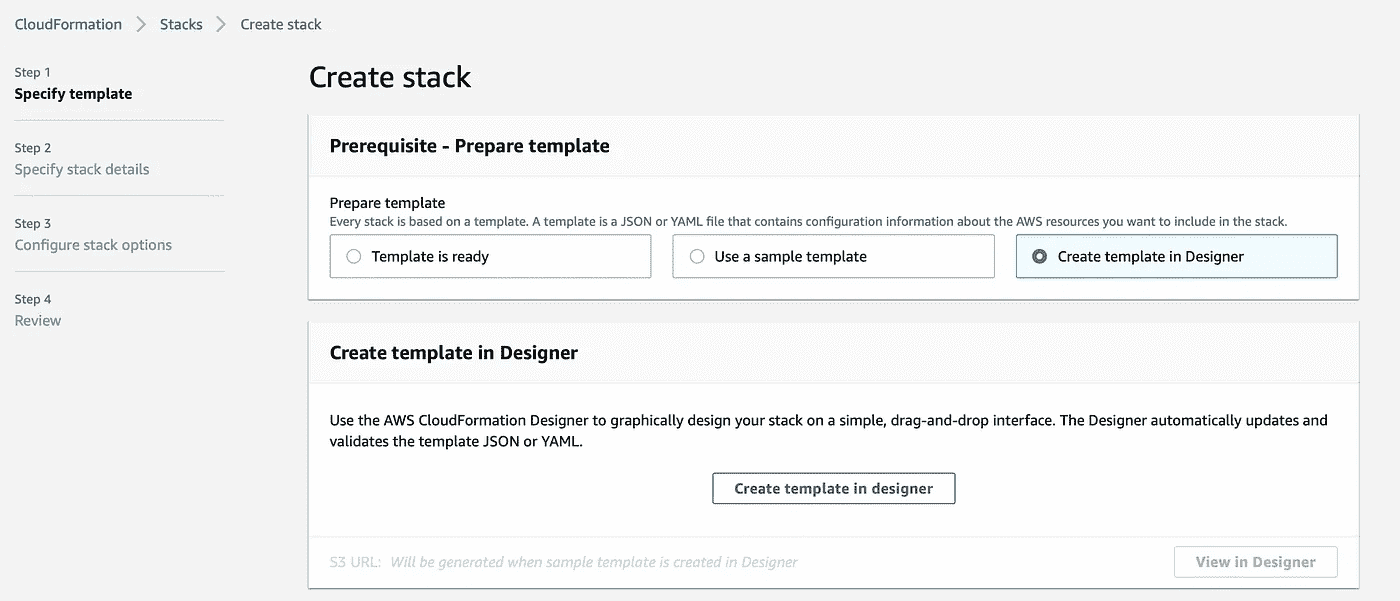 CloudFormation > Stacks > Create stack
Step 1
Specify template
Step 2
Specify stack details
Step 3
Configure stack options
Step 4
Review
Create stack
Prerequisite - Prepare template
Prepare template
Every stack is based on a template. A template is a JSON or YAML file that contains configuration information about the AWS resources you want to include in the stack.
Template is ready
Use a sample template
Create template in Designer
Create template in Designer
Use the AWS CloudFormation Designer to graphically design your stack on a simple, drag-and-drop interface. The Designer automatically updates and
validates the template JSON or YAML.
Create template in designer
S3 URL: Will be generated when sample template is created in Designer
View in Designer